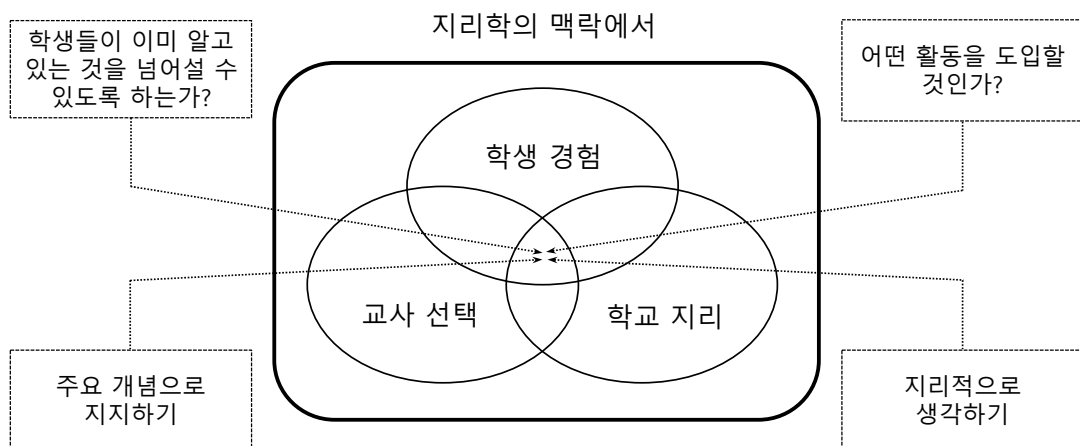 지리학의 맥락에서
학생들이 이미 알고
있는 것을 넘어설 수
있도록 하는가?
어떤 활동을 도입할
것인가?
학생 경험
교사 선택
학교 지리
주요 개념으로
지지하기
지리적으로
생각하기